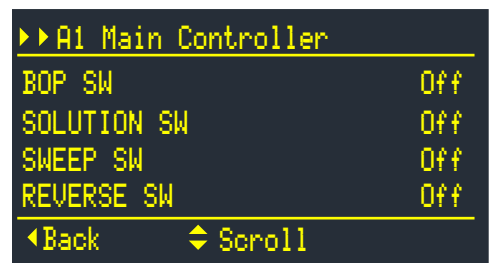 ▶▶A1 Main Controller
BOP SW Off
SOLUTION SW Off
SWEEP SW Off
REVERSE SW Off
◀Back ⬍ Scroll